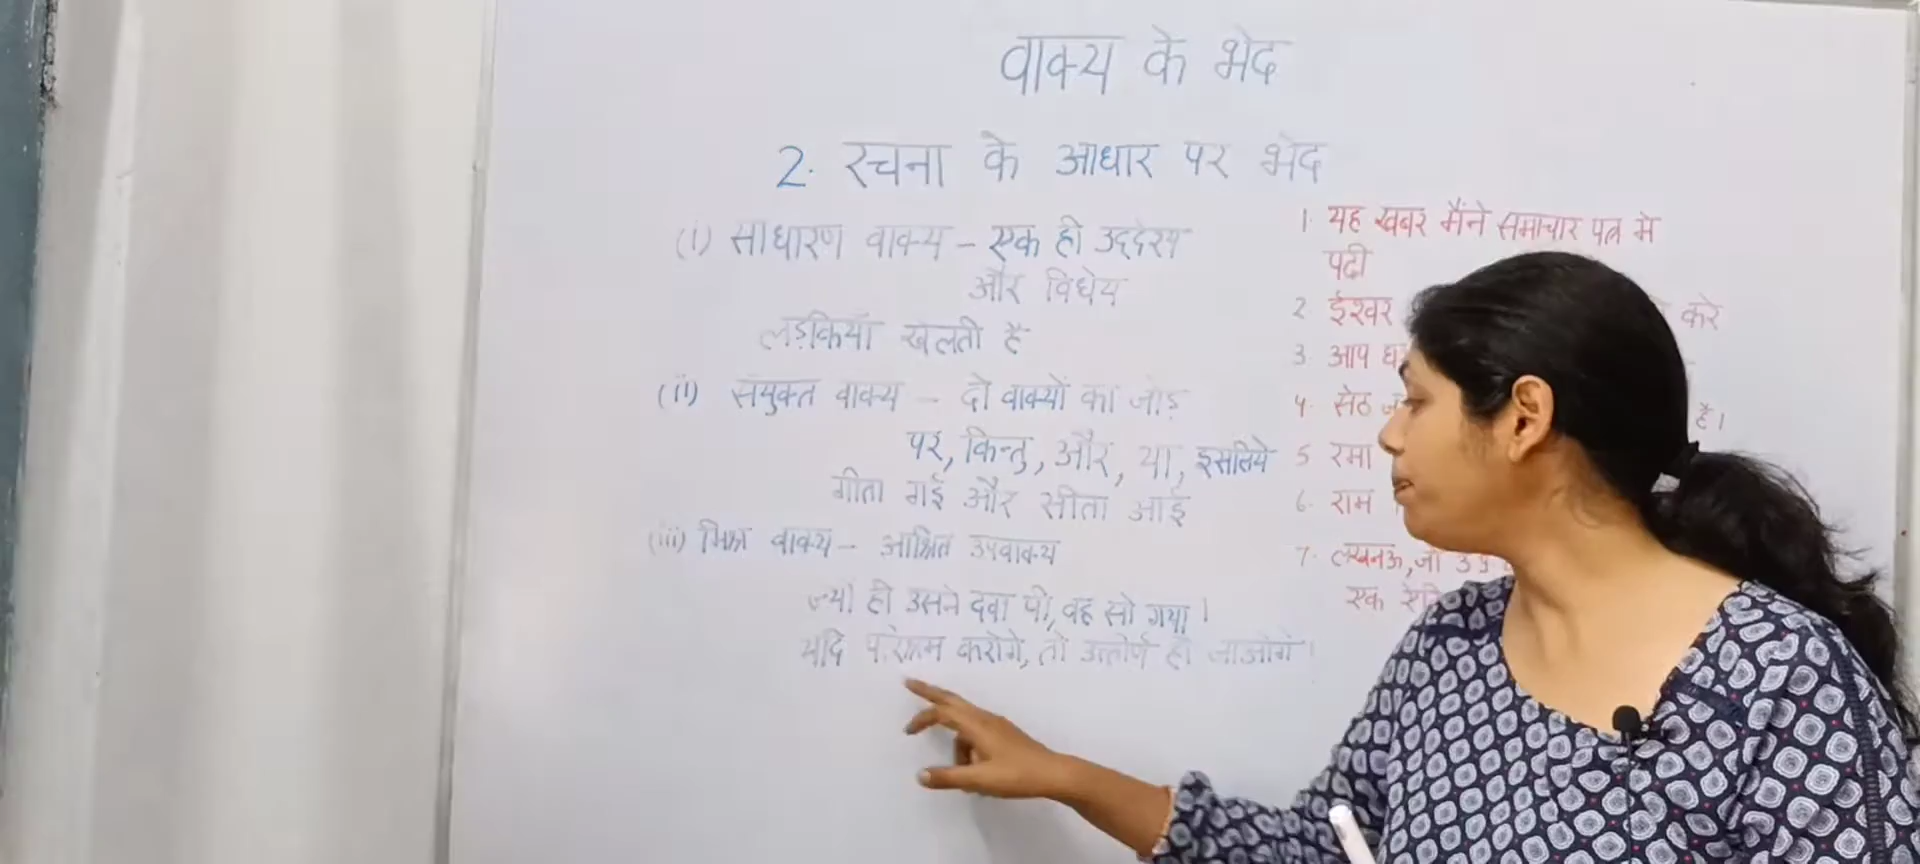 वाक्य के भेद
2. रचना के आधार पर भेद
(i) साधारण वाक्य – एक ही उद्देश्य
और विधेय
लड़कियाँ खेलती हैं
(ii) संयुक्त वाक्य – दो वाक्यों का जोड़
पर, किन्तु, और, या, इसलिये
गीता गई और सीता आई
(iii) मिश्र वाक्य – आश्रित उपवाक्य
ज्यों ही उसने दवा पी, वह सो गया।
यदि परिश्रम करोगे, तो उत्तीर्ण हो जाओगे।
1. यह खबर मैंने समाचार पत्र में
पढ़ी
2 ईश्वर करे
3 आप
4. सेठ है।
5 रमा
6. राम
7. लखनऊ, जो
एक